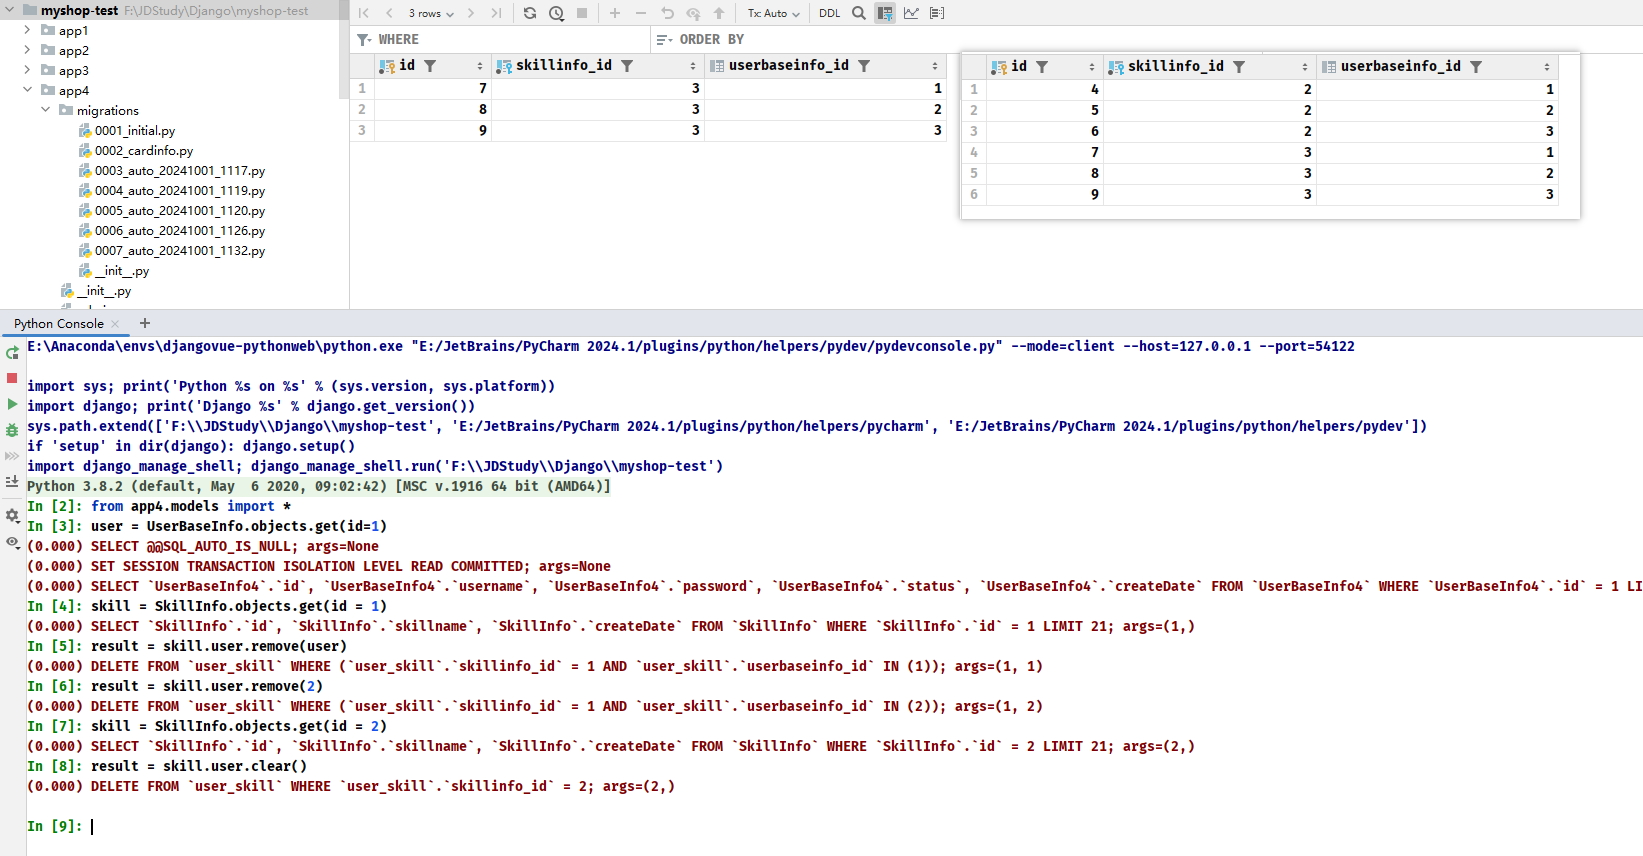 myshop-test F:\JDStudy\Django\myshop-test
app1
app2
app3
app4
migrations
0001_initial.py
0002_cardinfo.py
0003_auto_20241001_1117.py
0004_auto_20241001_1119.py
0005_auto_20241001_1120.py
0006_auto_20241001_1126.py
0007_auto_20241001_1132.py
__init__.py
__init__.py
3 rows Tx: Auto DDL
WHERE ORDER BY
id skillinfo_id userbaseinfo_id
1 7 3 1
2 8 3 2
3 9 3 3
id skillinfo_id userbaseinfo_id
1 4 2 1
2 5 2 2
3 6 2 3
4 7 3 1
5 8 3 2
6 9 3 3
Python Console
E:\Anaconda\envs\djangovue-pythonweb\python.exe "E:/JetBrains/PyCharm 2024.1/plugins/python/helpers/pydev/pydevconsole.py" --mode=client --host=127.0.0.1 --port=54122
import sys; print('Python %s on %s' % (sys.version, sys.platform))
import django; print('Django %s' % django.get_version())
sys.path.extend(['F:\\JDStudy\\Django\\myshop-test', 'E:/JetBrains/PyCharm 2024.1/plugins/python/helpers/pycharm', 'E:/JetBrains/PyCharm 2024.1/plugins/python/helpers/pydev'])
if 'setup' in dir(django): django.setup()
import django_manage_shell; django_manage_shell.run('F:\\JDStudy\\Django\\myshop-test')
Python 3.8.2 (default, May  6 2020, 09:02:42) [MSC v.1916 64 bit (AMD64)]
In [2]: from app4.models import *
In [3]: user = UserBaseInfo.objects.get(id=1)
(0.000) SELECT @@SQL_AUTO_IS_NULL; args=None
(0.000) SET SESSION TRANSACTION ISOLATION LEVEL READ COMMITTED; args=None
(0.000) SELECT `UserBaseInfo4`.`id`, `UserBaseInfo4`.`username`, `UserBaseInfo4`.`password`, `UserBaseInfo4`.`status`, `UserBaseInfo4`.`createDate` FROM `UserBaseInfo4` WHERE `UserBaseInfo4`.`id` = 1 LI
In [4]: skill = SkillInfo.objects.get(id = 1)
(0.000) SELECT `SkillInfo`.`id`, `SkillInfo`.`skillname`, `SkillInfo`.`createDate` FROM `SkillInfo` WHERE `SkillInfo`.`id` = 1 LIMIT 21; args=(1,)
In [5]: result = skill.user.remove(user)
(0.000) DELETE FROM `user_skill` WHERE (`user_skill`.`skillinfo_id` = 1 AND `user_skill`.`userbaseinfo_id` IN (1)); args=(1, 1)
In [6]: result = skill.user.remove(2)
(0.000) DELETE FROM `user_skill` WHERE (`user_skill`.`skillinfo_id` = 1 AND `user_skill`.`userbaseinfo_id` IN (2)); args=(1, 2)
In [7]: skill = SkillInfo.objects.get(id = 2)
(0.000) SELECT `SkillInfo`.`id`, `SkillInfo`.`skillname`, `SkillInfo`.`createDate` FROM `SkillInfo` WHERE `SkillInfo`.`id` = 2 LIMIT 21; args=(2,)
In [8]: result = skill.user.clear()
(0.000) DELETE FROM `user_skill` WHERE `user_skill`.`skillinfo_id` = 2; args=(2,)
In [9]: